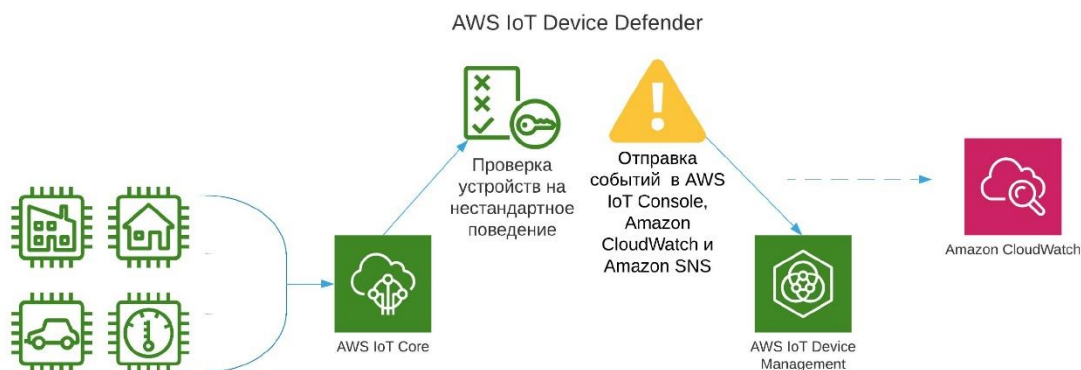 AWS IoT Device Defender
Проверка
устройств на
нестандартное
поведение
Отправка
событий в AWS
IoT Console,
Amazon
CloudWatch и
Amazon SNS
Amazon CloudWatch
AWS IoT Core
AWS IoT Device
Management